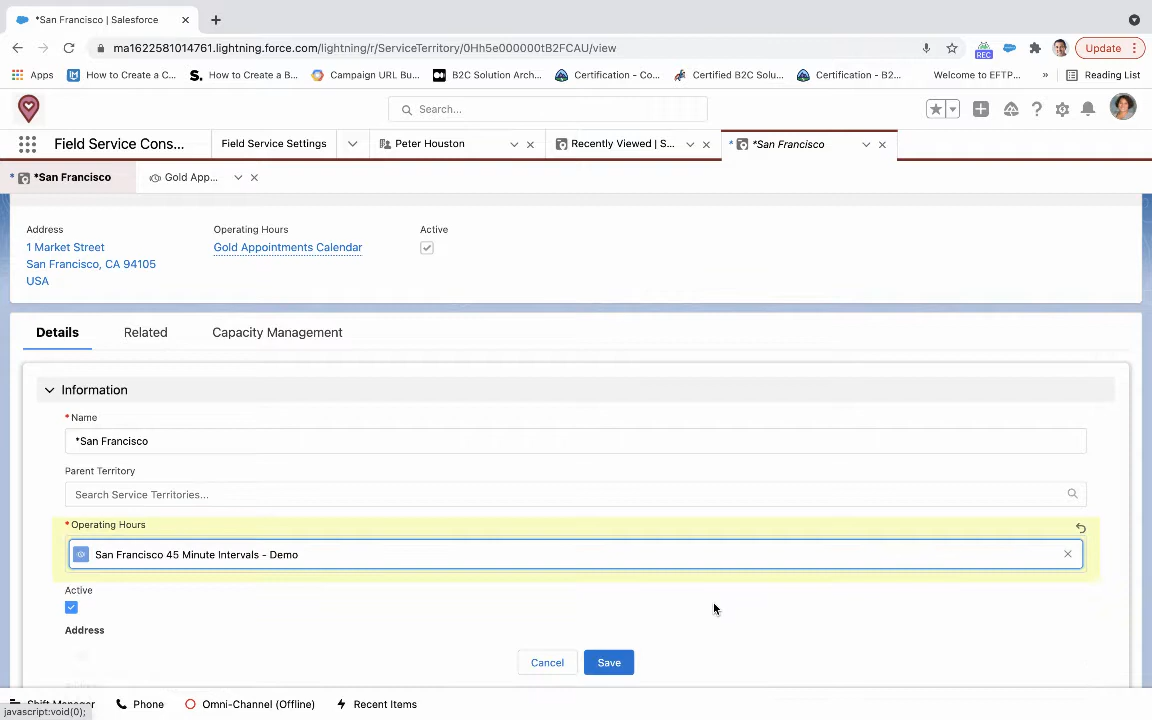 *San Francisco | Salesforce
ma1622581014761.lightning.force.com/lightning/r/ServiceTerritory/0Hh5e000000tB2FCAU/view
REC
Update
Apps
How to Create a C...
How to Create a B...
Campaign URL Bu...
B2C Solution Arch...
Certification - Co...
Certified B2C Solu...
Certification - B2...
Welcome to EFTP...
»
Reading List
Search...
Field Service Cons...
Field Service Settings
Peter Houston
Recently Viewed | S...
* *San Francisco
* *San Francisco
Gold App...
Address
Operating Hours
Active
1 Market Street
San Francisco, CA 94105
USA
Gold Appointments Calendar
Details
Related
Capacity Management
Information
*Name
*San Francisco
Parent Territory
Search Service Territories...
*Operating Hours
San Francisco 45 Minute Intervals - Demo
Active
Address
Cancel
Save
Shift Manager
Phone
Omni-Channel (Offline)
Recent Items
javascript:void(0);